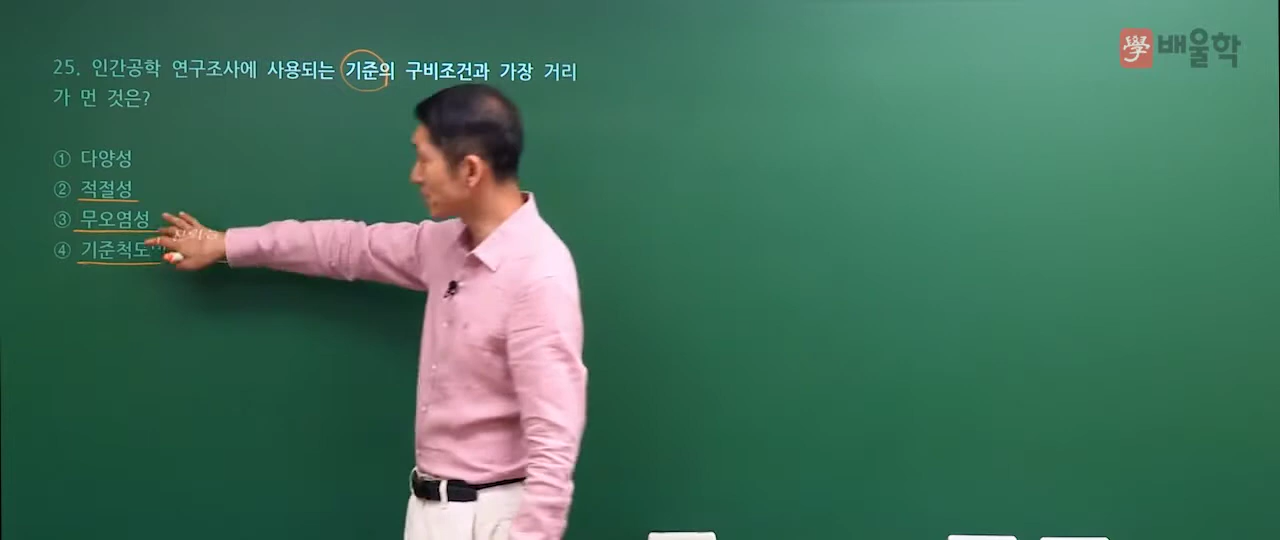 學 배울학
25. 인간공학 연구조사에 사용되는 기준의 구비조건과 가장 거리
가 먼 것은?
① 다양성
② 적절성
③ 무오염성
④ 기준척도